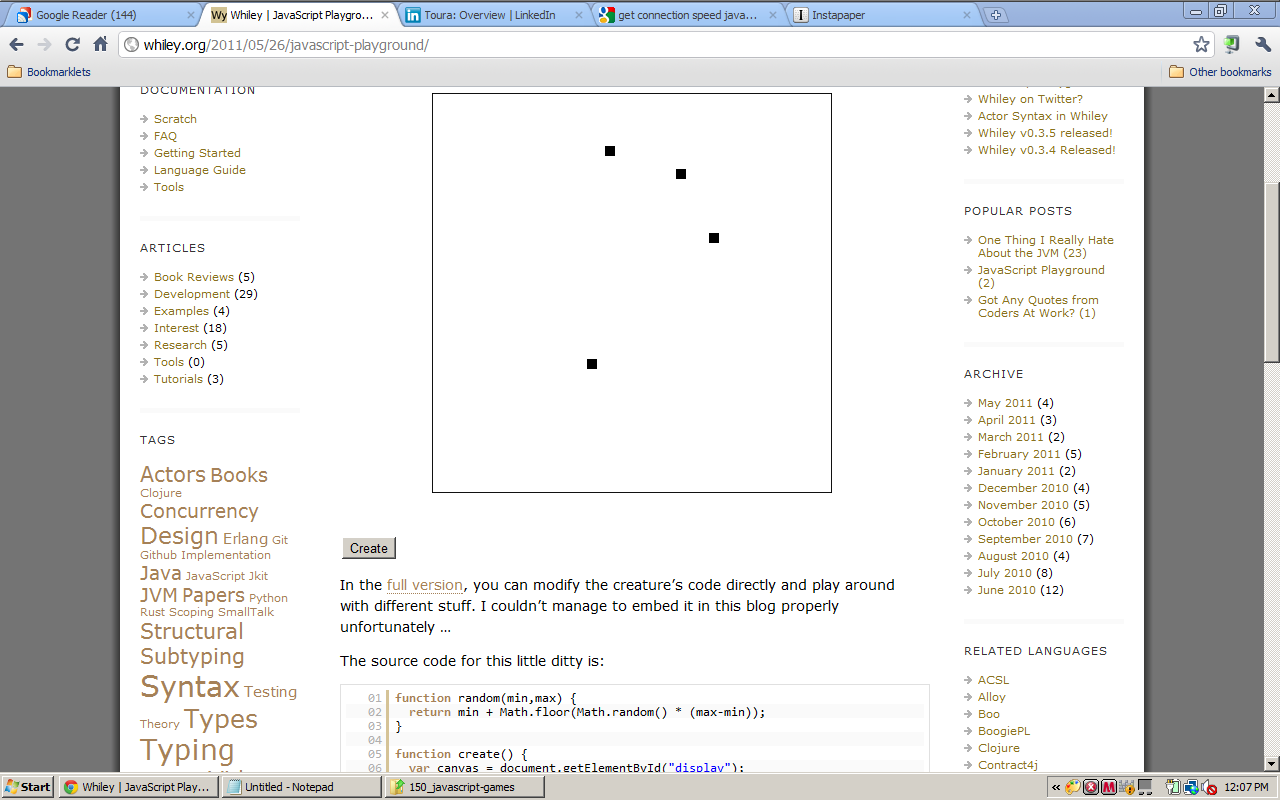 Google Reader (144)
Wy Whiley | JavaScript Playgro...
in Toura: Overview | LinkedIn
get connection speed java...
I Instapaper
whiley.org/2011/05/26/javascript-playground/
Bookmarklets
Other bookmarks
DOCUMENTATION
Scratch
FAQ
Getting Started
Language Guide
Tools
ARTICLES
Book Reviews (5)
Development (29)
Examples (4)
Interest (18)
Research (5)
Tools (0)
Tutorials (3)
TAGS
Actors Books
Clojure
Concurrency
Design Erlang Git
Github Implementation
Java JavaScript Jkit
JVM Papers Python
Rust Scoping SmallTalk
Structural
Subtyping
Syntax Testing
Theory Types
Typing
Create
In the full version, you can modify the creature's code directly and play around
with different stuff. I couldn't manage to embed it in this blog properly
unfortunately ...
The source code for this little ditty is:
01 function random(min,max) {
02 return min + Math.floor(Math.random() * (max-min));
03 }
04
05 function create() {
06 var canvas = document.getElementById("display");
Whiley on Twitter?
Actor Syntax in Whiley
Whiley v0.3.5 released!
Whiley v0.3.4 Released!
POPULAR POSTS
One Thing I Really Hate
About the JVM (23)
JavaScript Playground
(2)
Got Any Quotes from
Coders At Work? (1)
ARCHIVE
May 2011 (4)
April 2011 (3)
March 2011 (2)
February 2011 (5)
January 2011 (2)
December 2010 (4)
November 2010 (5)
October 2010 (6)
September 2010 (7)
August 2010 (4)
July 2010 (8)
June 2010 (12)
RELATED LANGUAGES
ACSL
Alloy
Boo
BoogiePL
Clojure
Contract4j
Start
Whiley | JavaScript Play...
Untitled - Notepad
150_javascript-games
12:07 PM